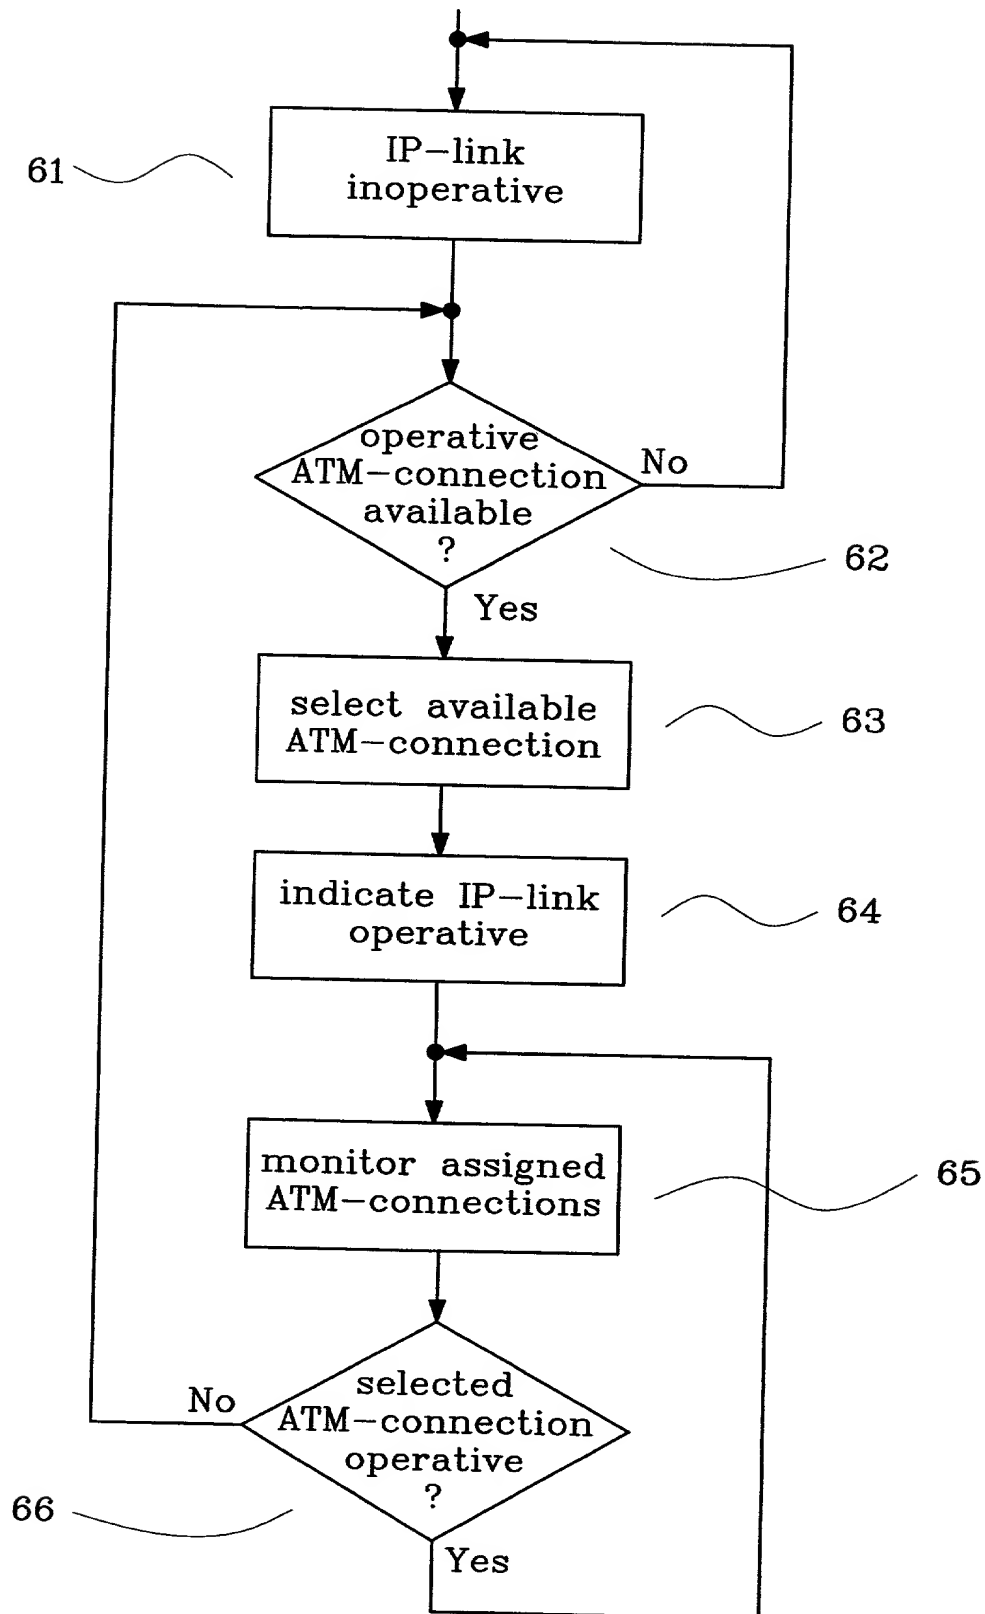 61
IP-link
inoperative
operative
ATM-connection
available
?
No
62
Yes
select available
ATM-connection
63
indicate IP-link
operative
64
monitor assigned
ATM-connections
65
No
selected
ATM-connection
operative
?
66
Yes